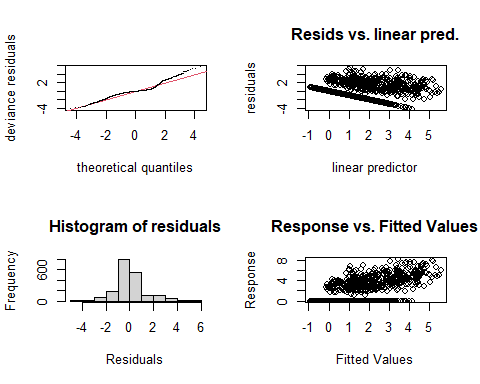 deviance residuals
2
-4
-4 -2 0 2 4
theoretical quantiles
Resids vs. linear pred.
residuals
2
-4
-1 0 1 2 3 4 5
linear predictor
Histogram of residuals
Frequency
600
0
-4 -2 0 2 4 6
Residuals
Response vs. Fitted Values
Response
8
4
0
-1 0 1 2 3 4 5
Fitted Values